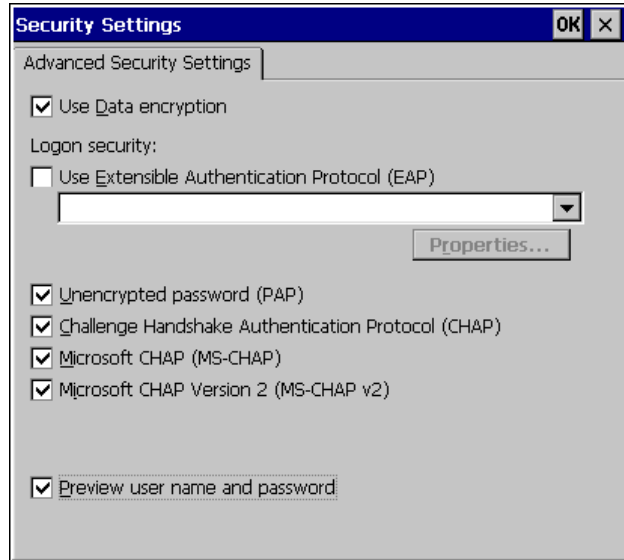 Security Settings OK ×
Advanced Security Settings
Use Data encryption
Logon security:
Use Extensible Authentication Protocol (EAP)
Properties...
Unencrypted password (PAP)
Challenge Handshake Authentication Protocol (CHAP)
Microsoft CHAP (MS-CHAP)
Microsoft CHAP Version 2 (MS-CHAP v2)
Preview user name and password